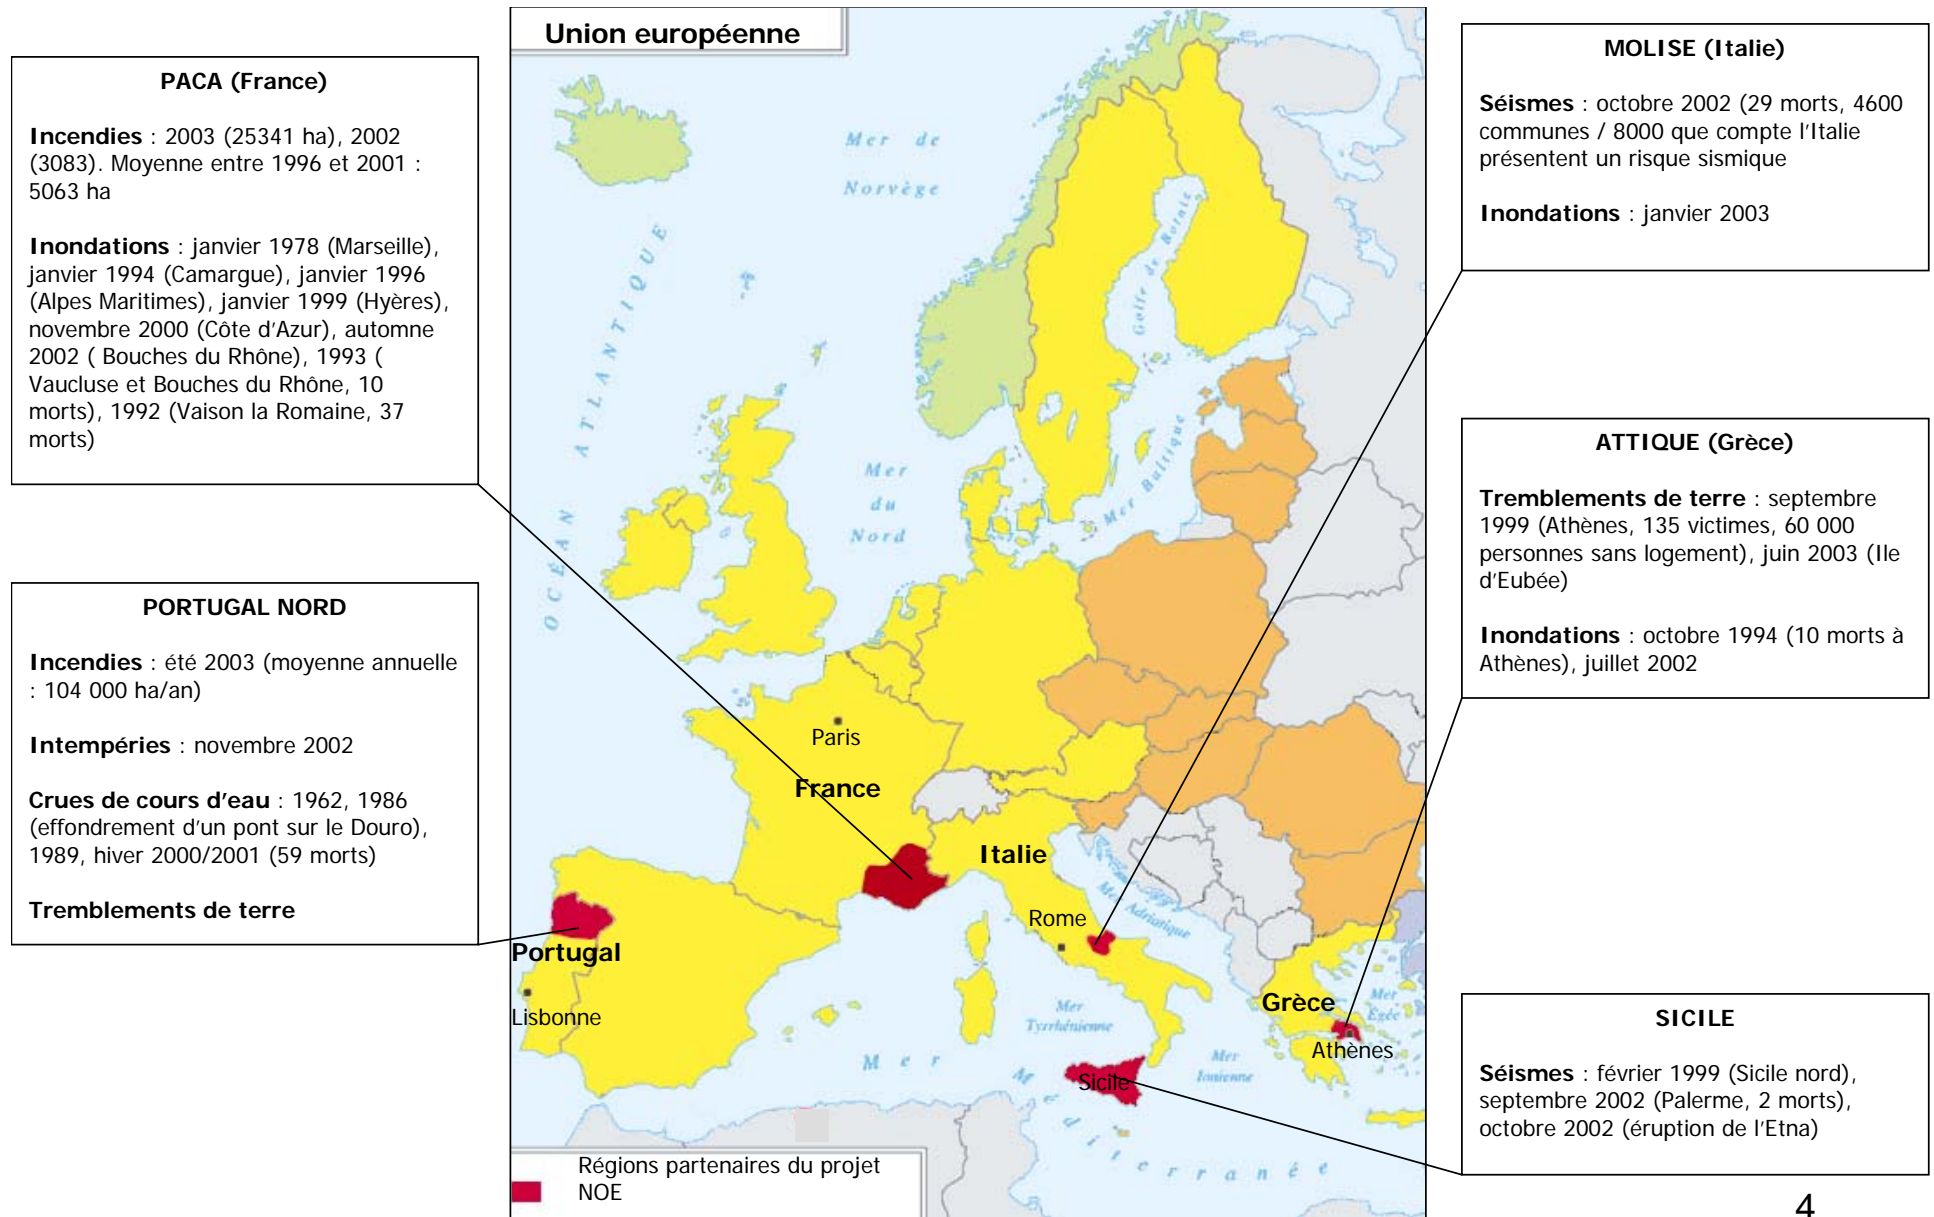 Union européenne
PACA (France)
Incendies : 2003 (25341 ha), 2002
(3083). Moyenne entre 1996 et 2001 :
5063 ha
Inondations : janvier 1978 (Marseille),
janvier 1994 (Camargue), janvier 1996
(Alpes Maritimes), janvier 1999 (Hyères),
novembre 2000 (Côte d'Azur), automne
2002 ( Bouches du Rhône), 1993 (
Vaucluse et Bouches du Rhône, 10
morts), 1992 (Vaison la Romaine, 37
morts)
PORTUGAL NORD
Incendies : été 2003 (moyenne annuelle
: 104 000 ha/an)
Intempéries : novembre 2002
Crues de cours d'eau : 1962, 1986
(effondrement d'un pont sur le Douro),
1989, hiver 2000/2001 (59 morts)
Tremblements de terre
MOLISE (Italie)
Séismes : octobre 2002 (29 morts, 4600
communes / 8000 que compte l'Italie
présentent un risque sismique
Inondations : janvier 2003
ATTIQUE (Grèce)
Tremblements de terre : septembre
1999 (Athènes, 135 victimes, 60 000
personnes sans logement), juin 2003 (Ile
d'Eubée)
Inondations : octobre 1994 (10 morts à
Athènes), juillet 2002
SICILE
Séismes : février 1999 (Sicile nord),
septembre 2002 (Palerme, 2 morts),
octobre 2002 (éruption de l'Etna)
Mer de
Norvège
OCÉAN ATLANTIQUE
Golfe de Botnie
Mer
du
Nord
Mer Baltique
Paris
France
Italie
Rome
Mer Adriatique
Portugal
Lisbonne
Mer
Tyrrhénienne
Grèce
Mer
Égée
Athènes
Mer
Ionienne
Sicile
Mer Méditerranée
Régions partenaires du projet
NOE
4